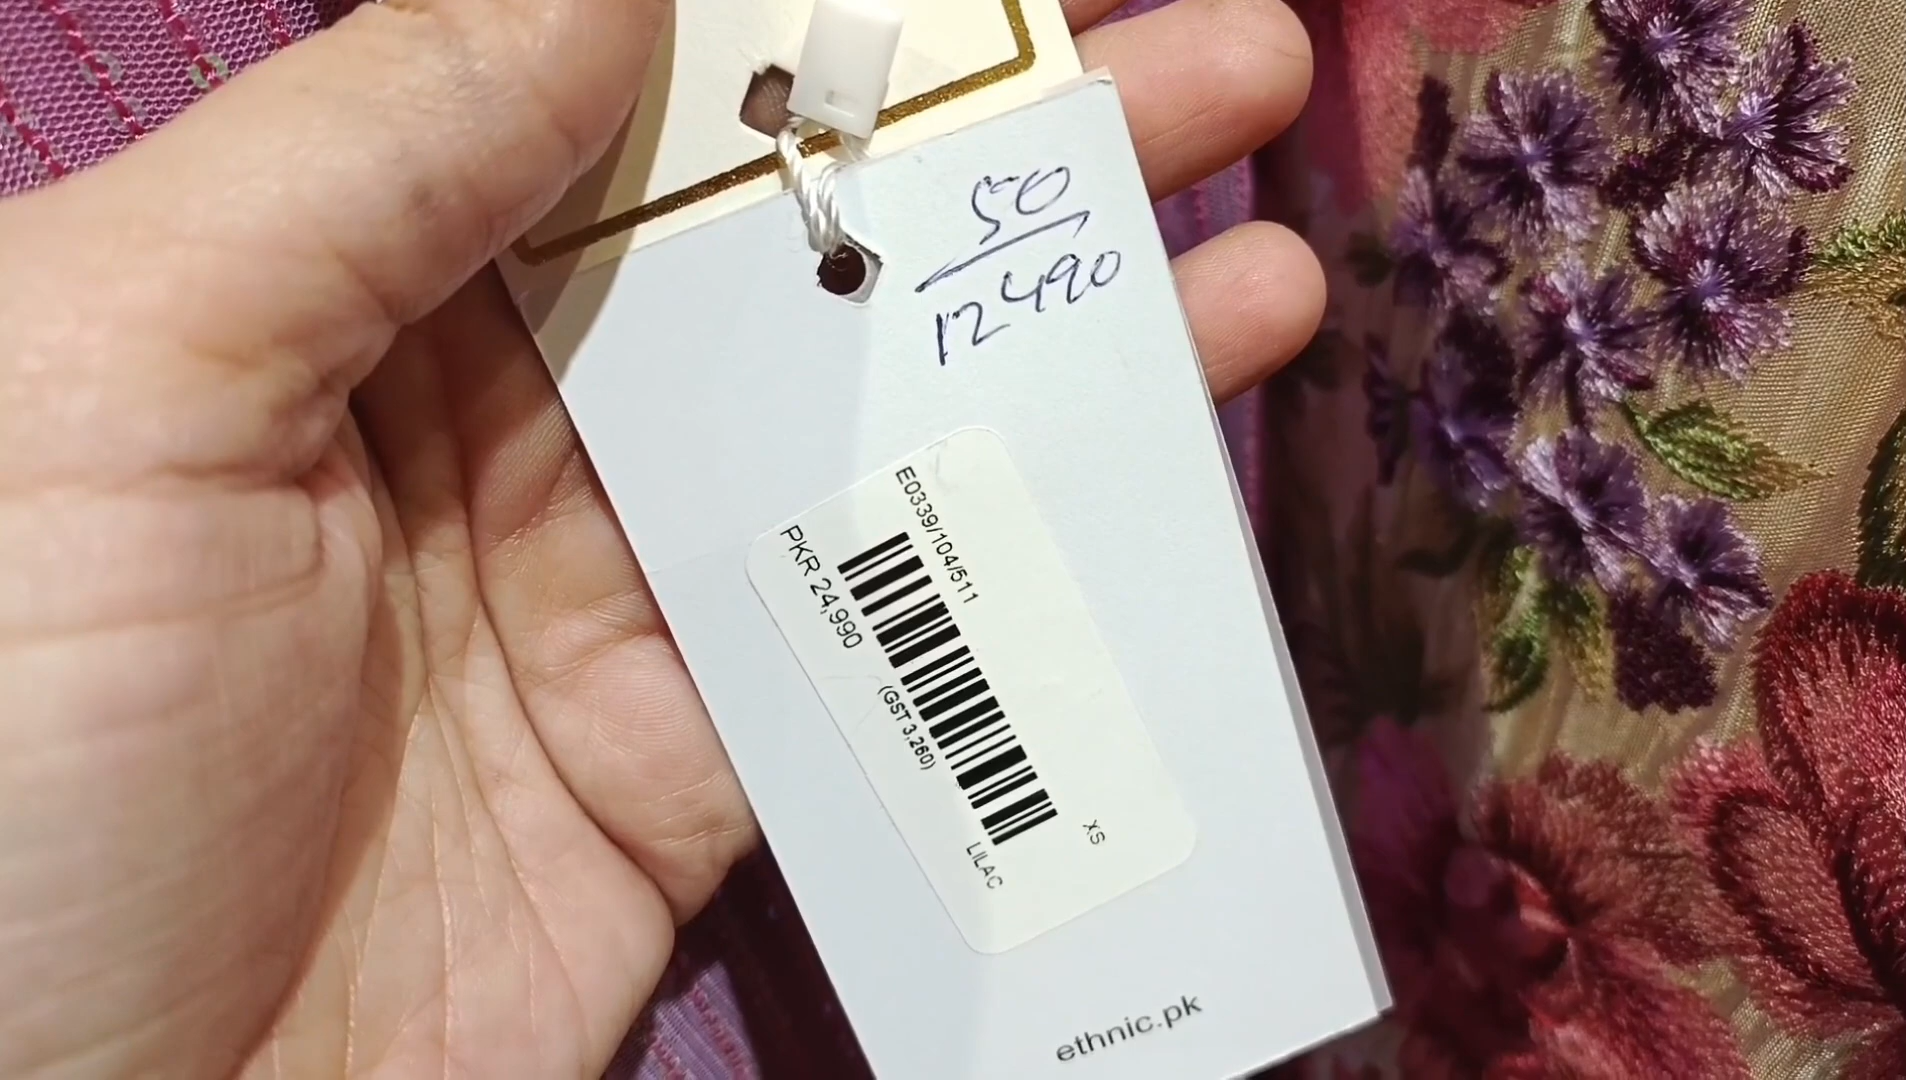 50
12490
E0339/104/511
PKR 24,990
(GST 3,260)
XS
LILAC
ethnic.pk